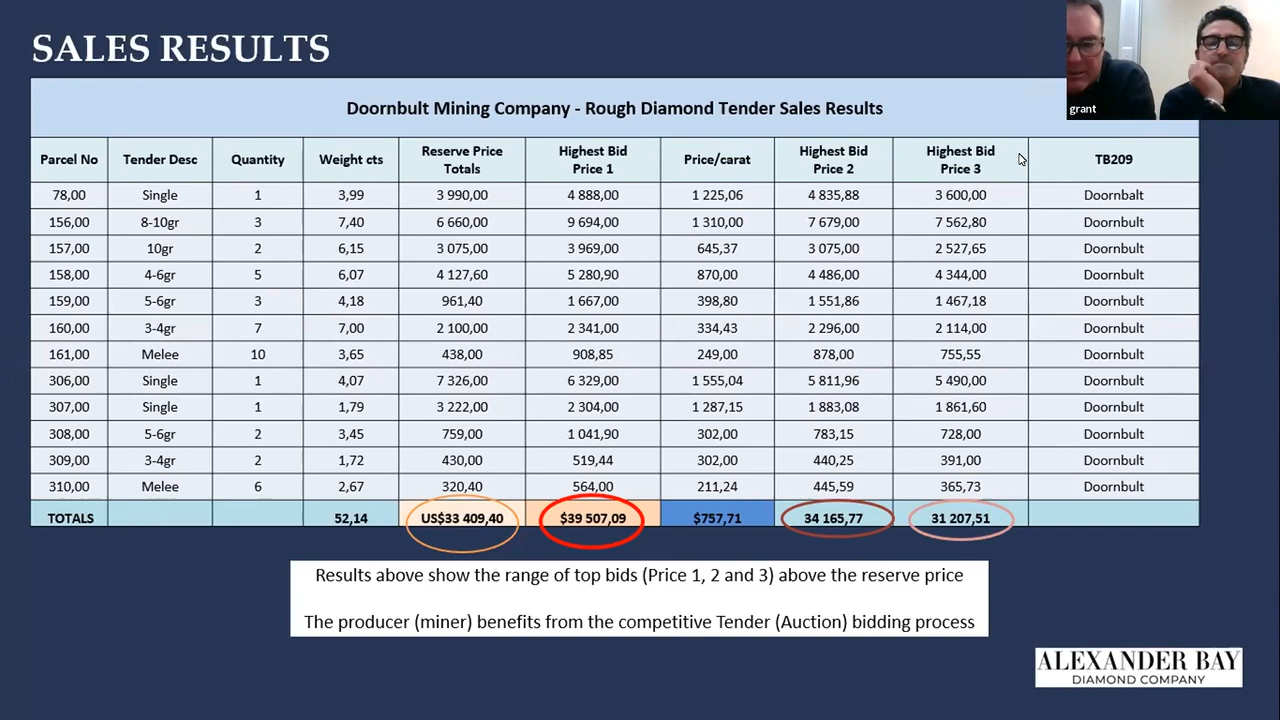 SALES RESULTS
grant
Doornbult Mining Company - Rough Diamond Tender Sales Results
Parcel No Tender Desc Quantity Weight cts Reserve Price Totals Highest Bid Price 1 Price/carat Highest Bid Price 2 Highest Bid Price 3 TB209
78,00 Single 1 3,99 3 990,00 4 888,00 1 225,06 4 835,88 3 600,00 Doornbalt
156,00 8-10gr 3 7,40 6 660,00 9 694,00 1 310,00 7 679,00 7 562,80 Doornbult
157,00 10gr 2 6,15 3 075,00 3 969,00 645,37 3 075,00 2 527,65 Doornbult
158,00 4-6gr 5 6,07 4 127,60 5 280,90 870,00 4 486,00 4 344,00 Doornbult
159,00 5-6gr 3 4,18 961,40 1 667,00 398,80 1 551,86 1 467,18 Doornbult
160,00 3-4gr 7 7,00 2 100,00 2 341,00 334,43 2 296,00 2 114,00 Doornbult
161,00 Melee 10 3,65 438,00 908,85 249,00 878,00 755,55 Doornbult
306,00 Single 1 4,07 7 326,00 6 329,00 1 555,04 5 811,96 5 490,00 Doornbult
307,00 Single 1 1,79 3 222,00 2 304,00 1 287,15 1 883,08 1 861,60 Doornbult
308,00 5-6gr 2 3,45 759,00 1 041,90 302,00 783,15 728,00 Doornbult
309,00 3-4gr 2 1,72 430,00 519,44 302,00 440,25 391,00 Doornbult
310,00 Melee 6 2,67 320,40 564,00 211,24 445,59 365,73 Doornbult
TOTALS 52,14 US$33 409,40 $39 507,09 $757,71 34 165,77 31 207,51
Results above show the range of top bids (Price 1, 2 and 3) above the reserve price
The producer (miner) benefits from the competitive Tender (Auction) bidding process
ALEXANDER BAY
DIAMOND COMPANY